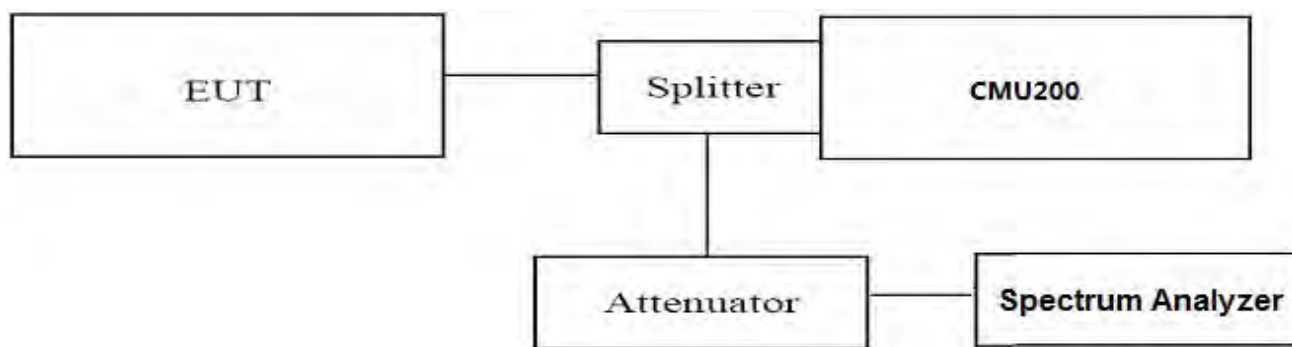 EUT
Splitter
CMU200
Attenuator
Spectrum Analyzer